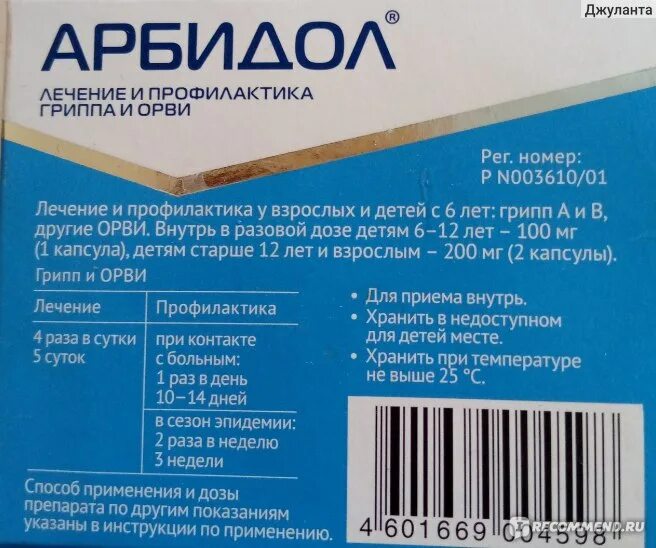 Джуланта
АРБИДОЛ®
ЛЕЧЕНИЕ И ПРОФИЛАКТИКА
ГРИППА И ОРВИ
Рег. номер:
Р N003610/01
Лечение и профилактика у взрослых и детей с 6 лет: грипп А и В,
другие ОРВИ. Внутрь в разовой дозе детям 6–12 лет – 100 мг
(1 капсула), детям старше 12 лет и взрослым – 200 мг (2 капсулы).
Грипп и ОРВИ
Лечение
Профилактика
4 раза в сутки
5 суток
при контакте
с больным:
1 раз в день
10–14 дней
в сезон эпидемии:
2 раза в неделю
3 недели
• Для приема внутрь.
• Хранить в недоступном
для детей месте.
• Хранить при температуре
не выше 25 °С.
Способ применения и дозы
препарата по другим показаниям
указаны в инструкции по применению.
4 601669 004598
IRECOMMEND.RU